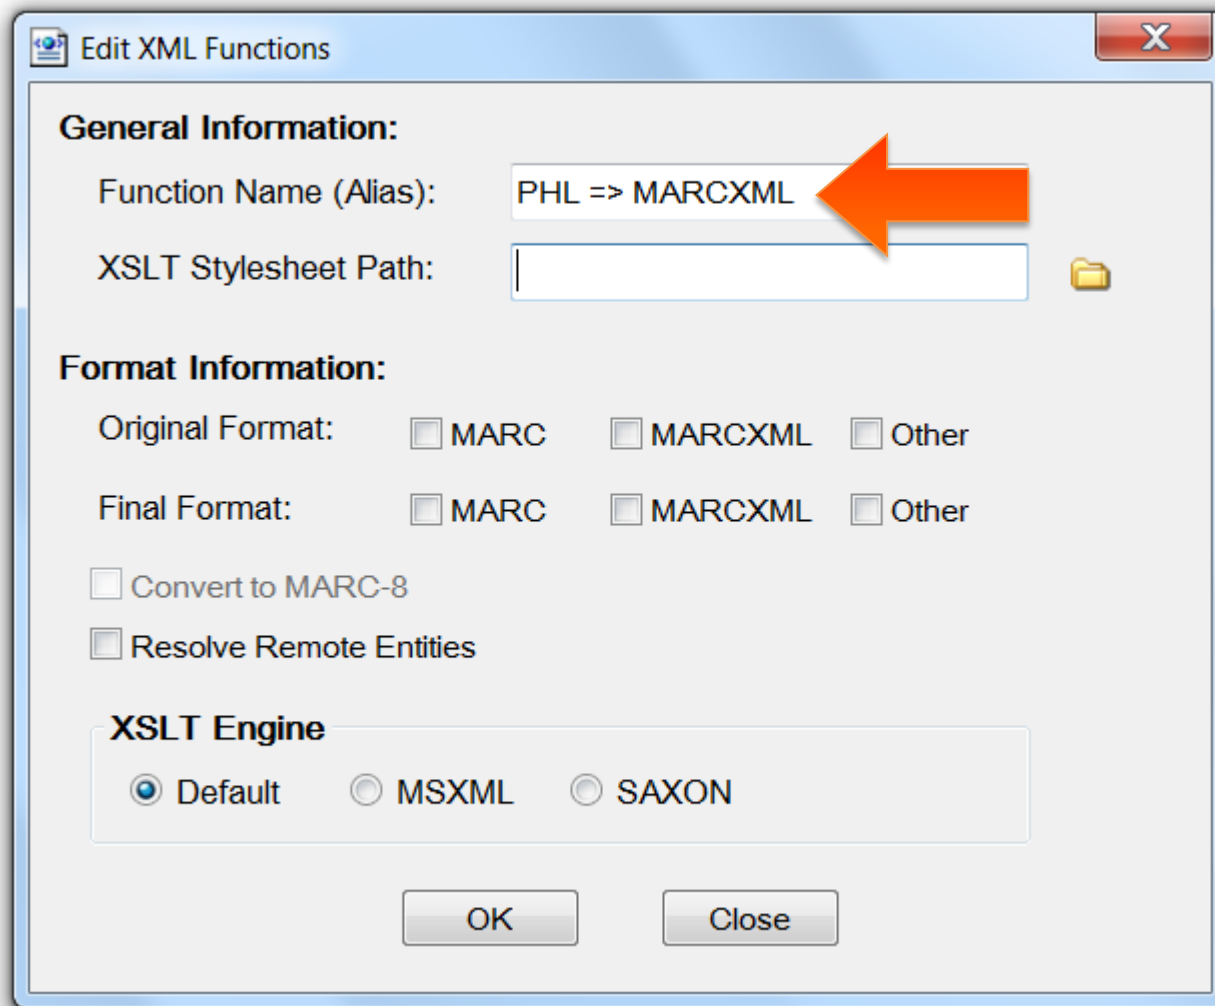 Edit XML Functions
General Information:
Function Name (Alias): PHL => MARCXML
XSLT Stylesheet Path:
Format Information:
Original Format: MARC MARCXML Other
Final Format: MARC MARCXML Other
Convert to MARC-8
Resolve Remote Entities
XSLT Engine
Default MSXML SAXON
OK Close